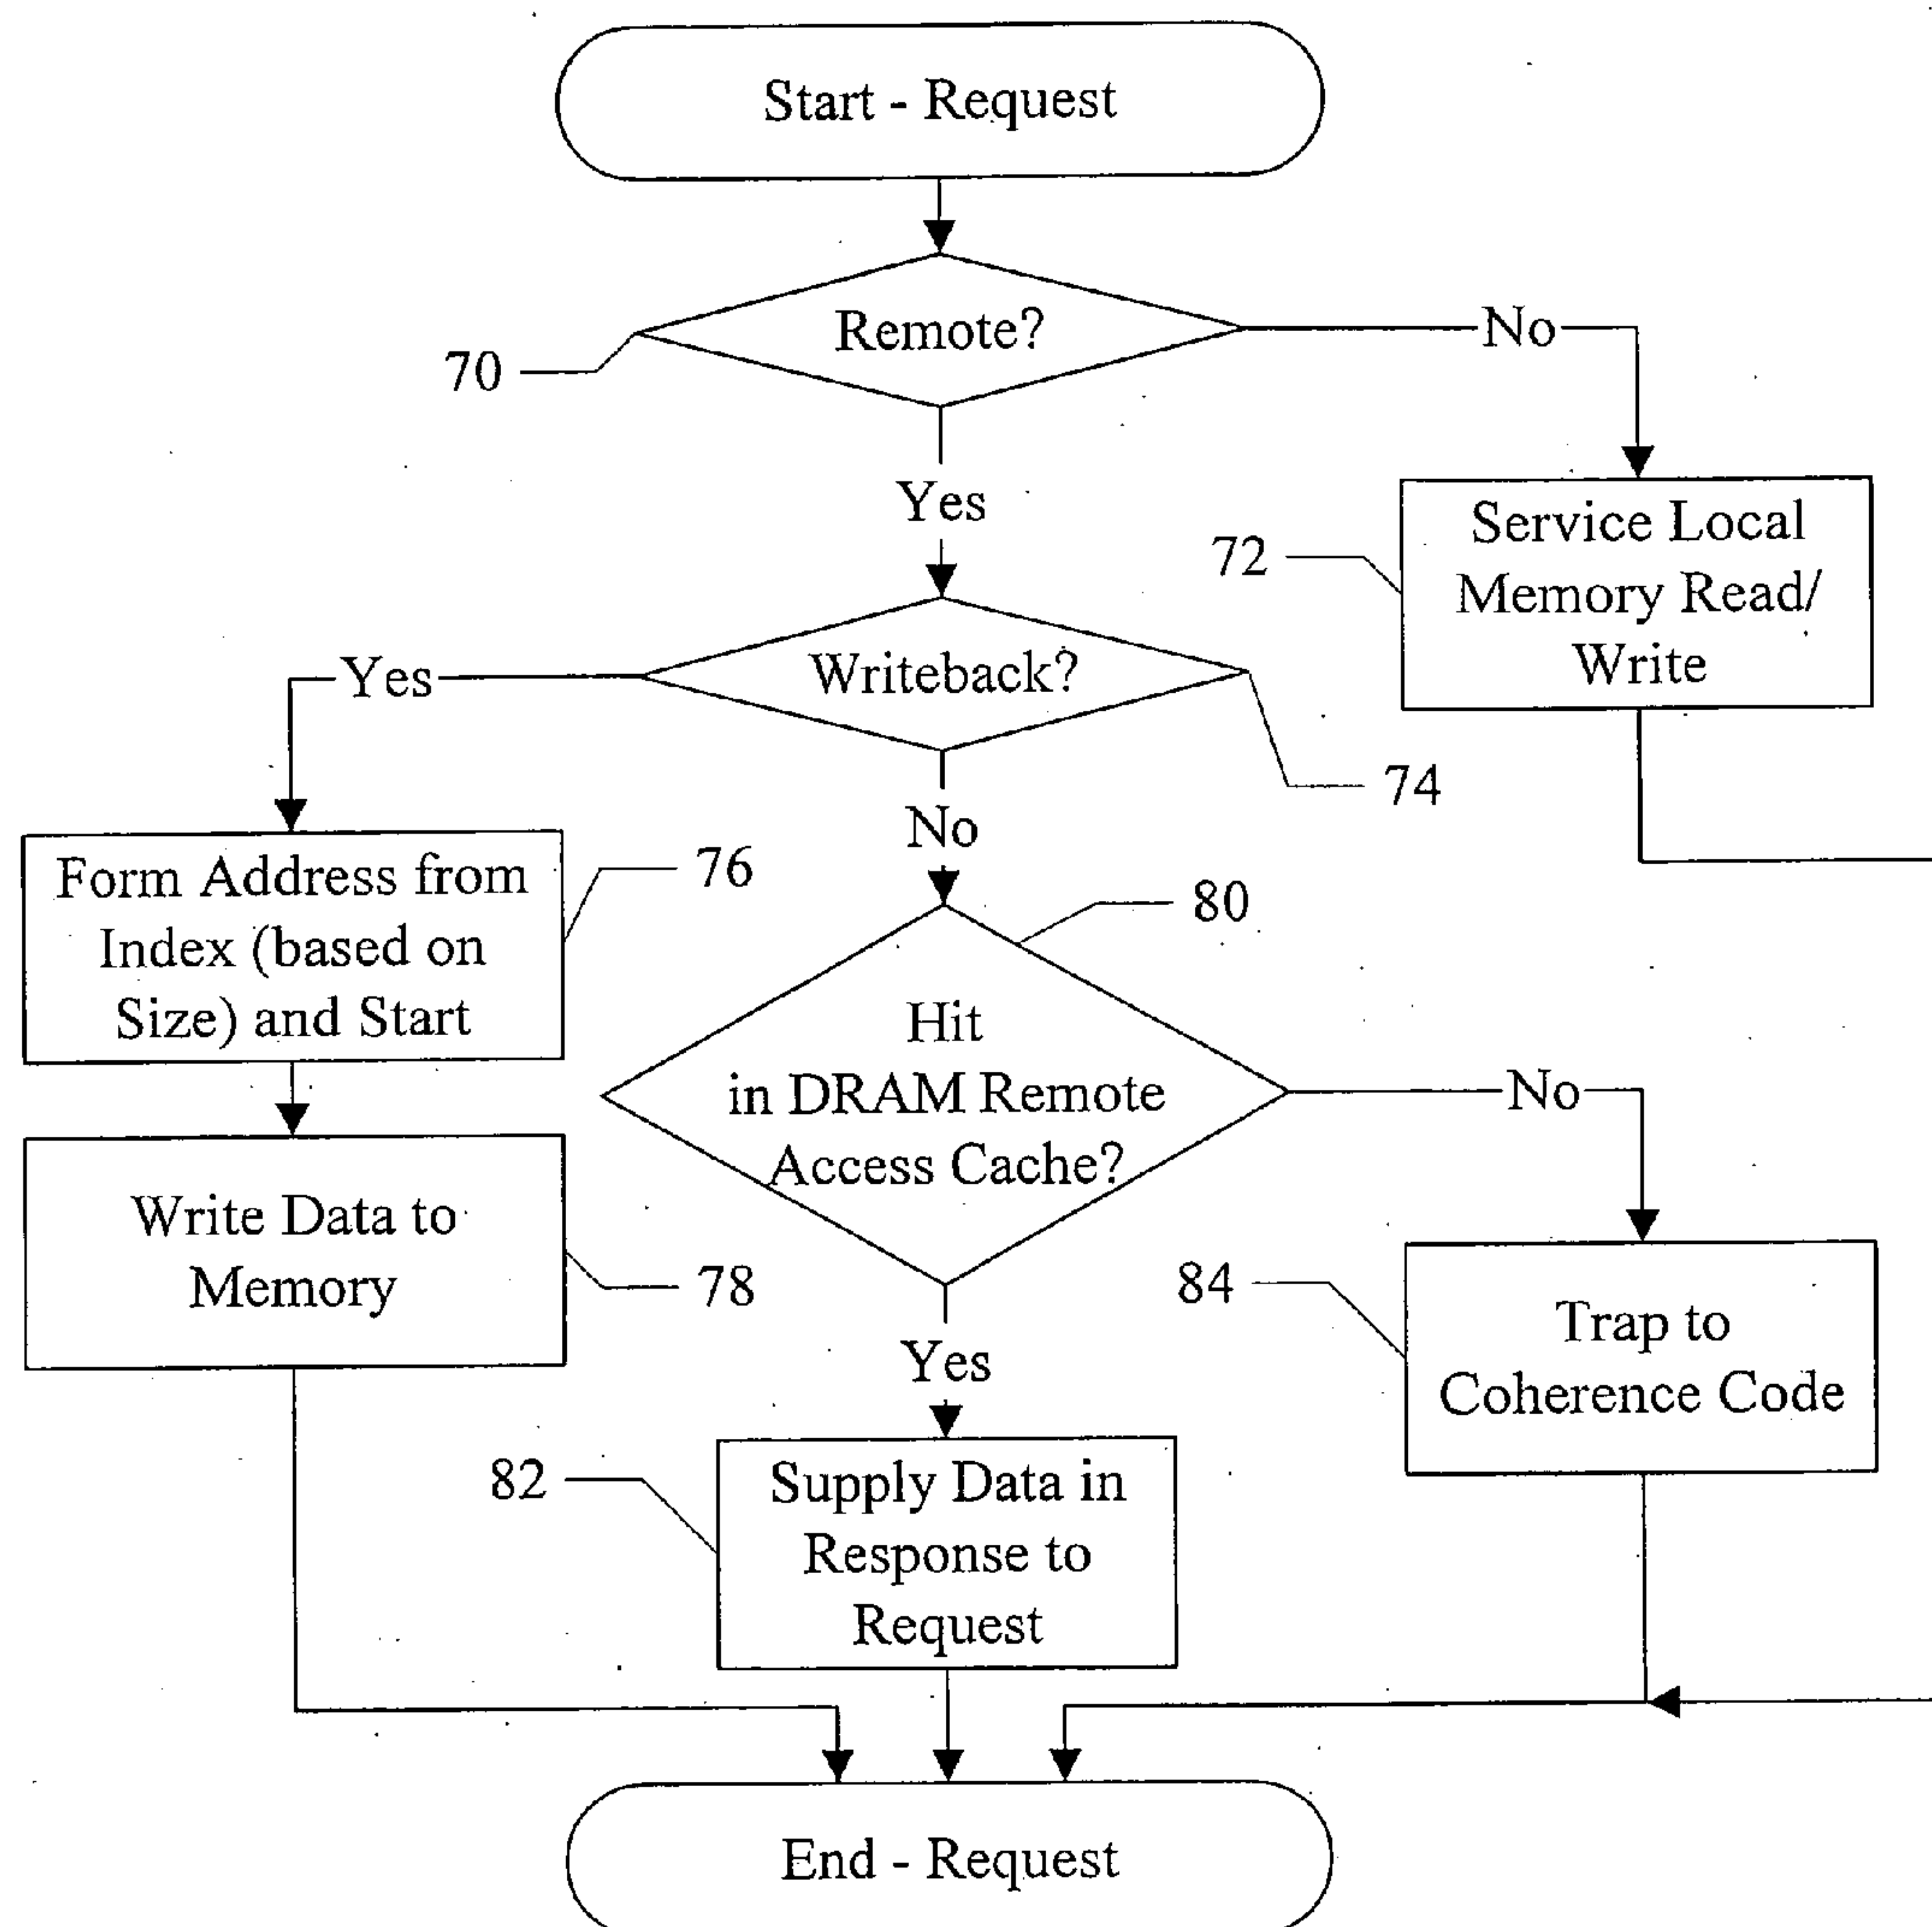 Start - Request
Remote?
No
70
Yes
Service Local
Memory Read/
Write
72
Writeback?
Yes
74
No
Form Address from
Index (based on
Size) and Start
76
80
Hit
in DRAM Remote
Access Cache?
No
Write Data to
Memory
78
84
Trap to
Coherence Code
Yes
82
Supply Data in
Response to
Request
End - Request